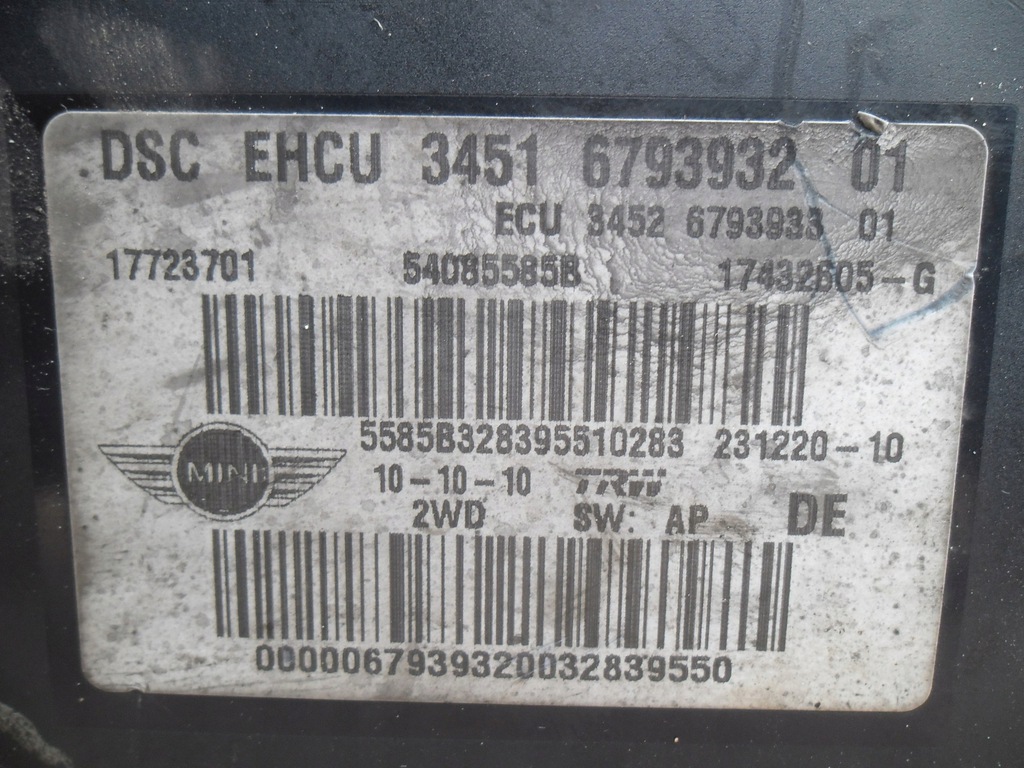 DSC EHCU 3451 6793932 01
ECU 3452 6793933 01
17723701 54085585B 17432605-G
5585B328395510283 231220-10
MINI 10-10-10 TRW
2WD SW: AP DE
0000067939320032839550